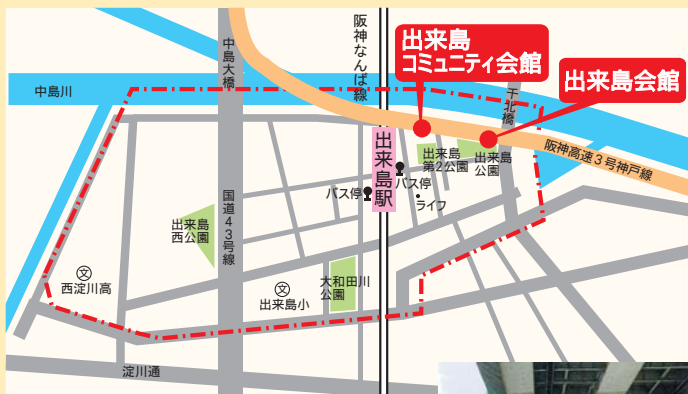 中島川
中島大橋
阪神なんば線
出来島
コミュニティ会館
出来島会館
千北橋
阪神高速3号神戸線
出来島駅
バス停
バス停
ライフ
出来島
第2公園
出来島
公園
国道43号線
出来島
西公園
文
西淀川高
文
出来島小
大和田川
公園
淀川通